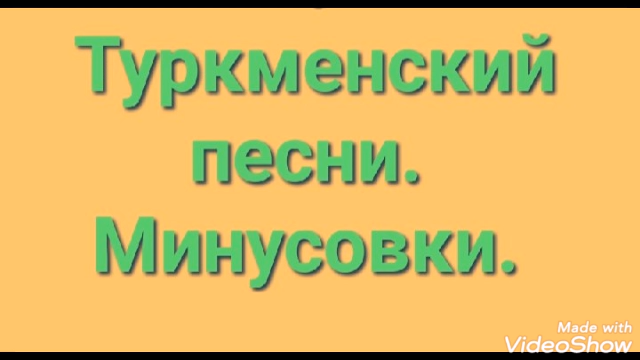 Туркменский
песни.
Минусовки.
Made with
VideoShow